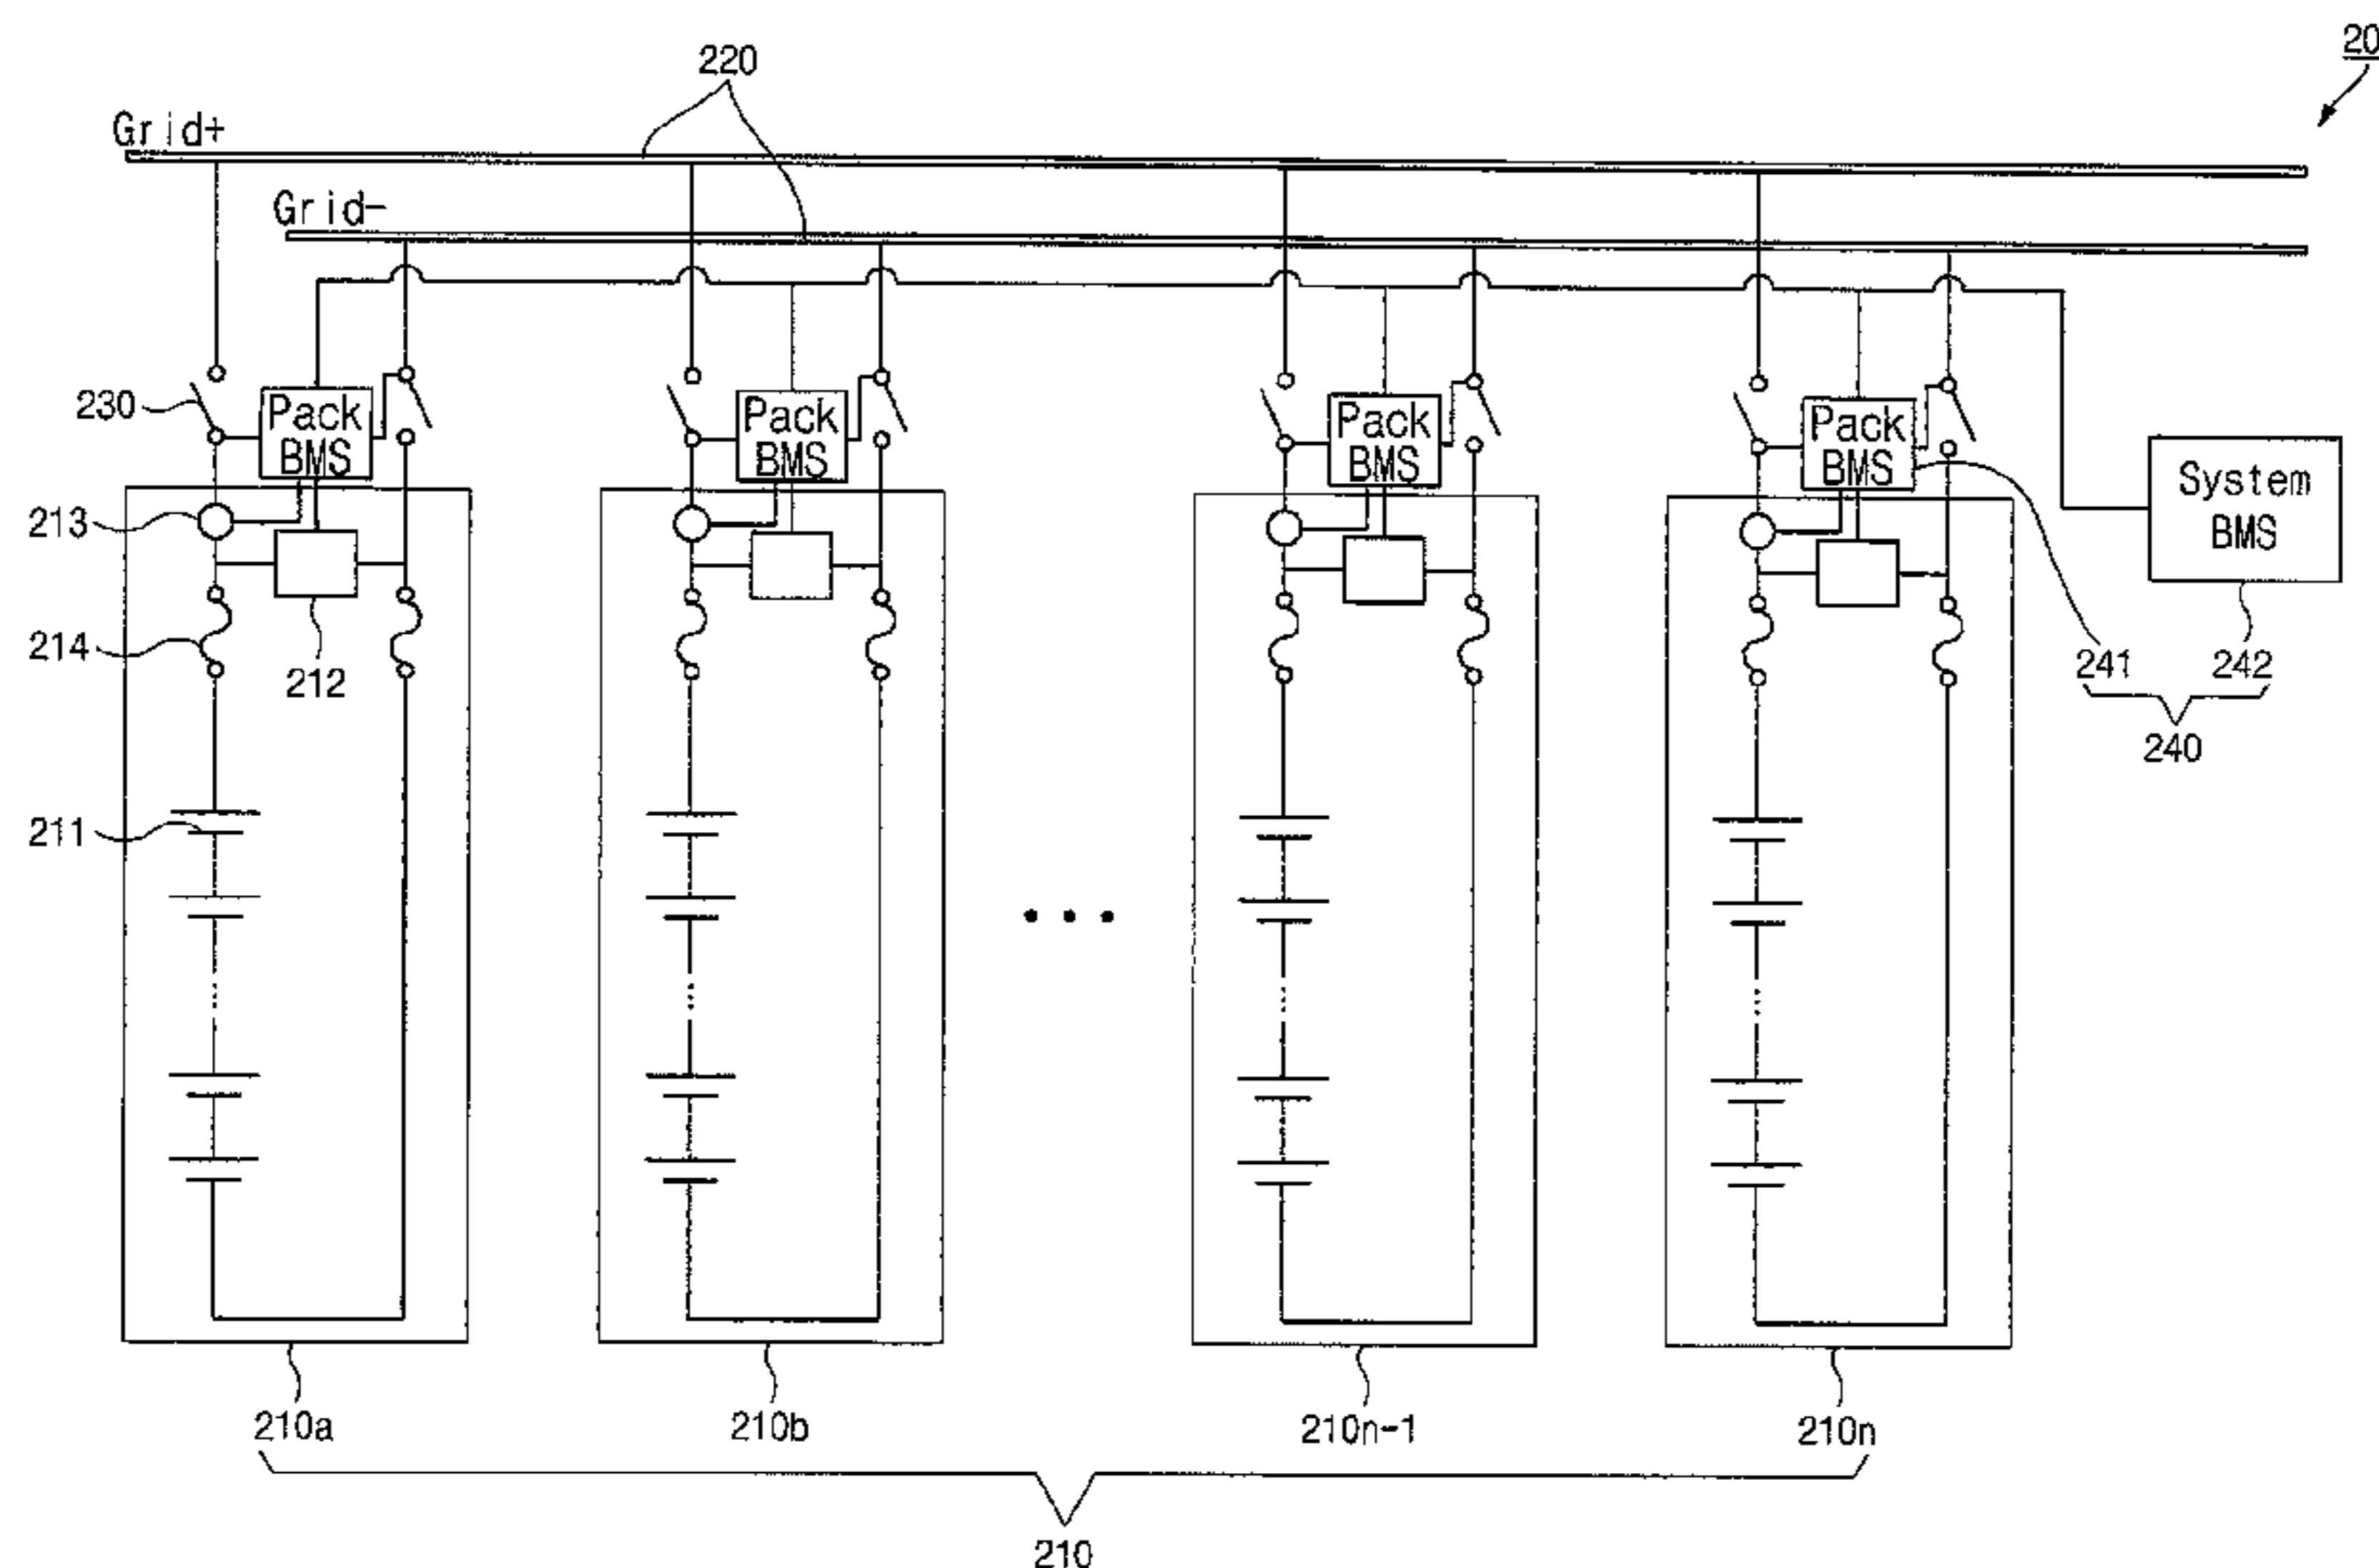 20
220
Grid+
Grid-
230
Pack
BMS
Pack
BMS
Pack
BMS
Pack
BMS
System
BMS
213
214
212
241
242
240
211
210a
210b
210n-1
210n
210